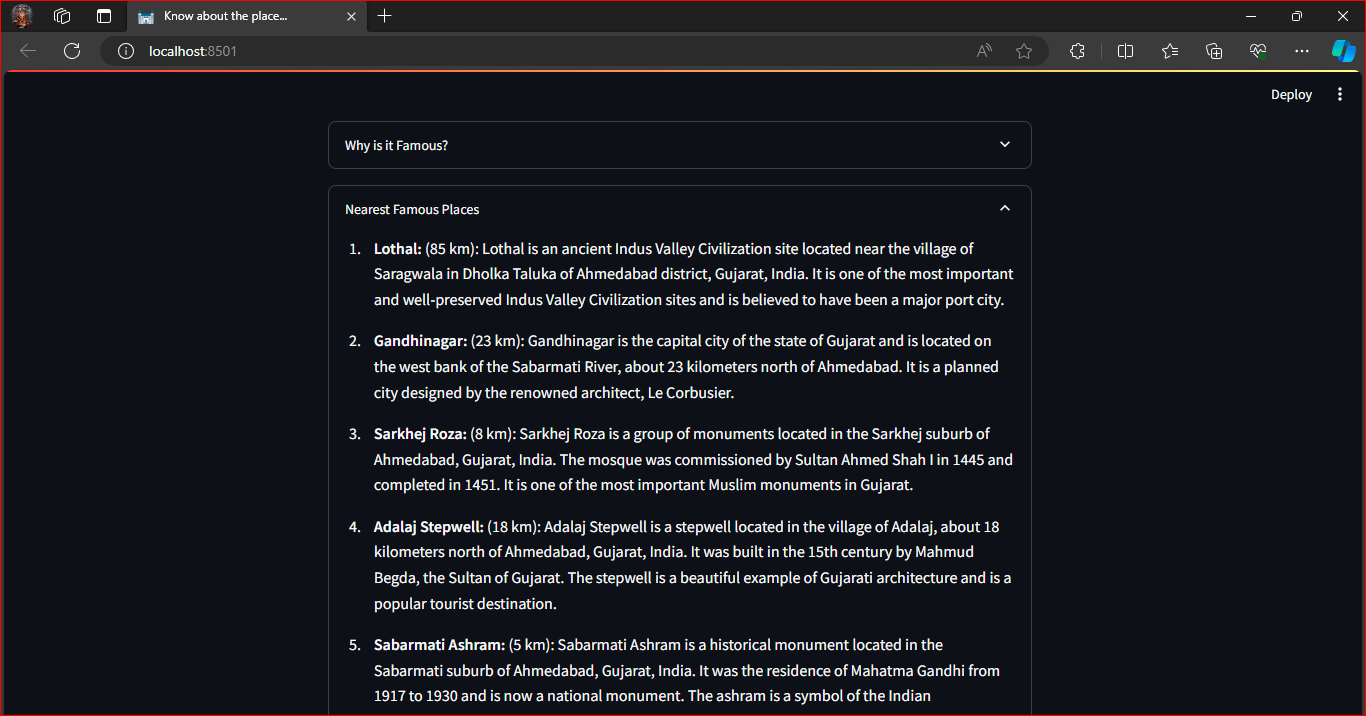 Know about the place...
localhost:8501
Deploy
Why is it Famous?
Nearest Famous Places
1. Lothal: (85 km): Lothal is an ancient Indus Valley Civilization site located near the village of
Saragwala in Dholka Taluka of Ahmedabad district, Gujarat, India. It is one of the most important
and well-preserved Indus Valley Civilization sites and is believed to have been a major port city.
2. Gandhinagar: (23 km): Gandhinagar is the capital city of the state of Gujarat and is located on
the west bank of the Sabarmati River, about 23 kilometers north of Ahmedabad. It is a planned
city designed by the renowned architect, Le Corbusier.
3. Sarkhej Roza: (8 km): Sarkhej Roza is a group of monuments located in the Sarkhej suburb of
Ahmedabad, Gujarat, India. The mosque was commissioned by Sultan Ahmed Shah I in 1445 and
completed in 1451. It is one of the most important Muslim monuments in Gujarat.
4. Adalaj Stepwell: (18 km): Adalaj Stepwell is a stepwell located in the village of Adalaj, about 18
kilometers north of Ahmedabad, Gujarat, India. It was built in the 15th century by Mahmud
Begda, the Sultan of Gujarat. The stepwell is a beautiful example of Gujarati architecture and is a
popular tourist destination.
5. Sabarmati Ashram: (5 km): Sabarmati Ashram is a historical monument located in the
Sabarmati suburb of Ahmedabad, Gujarat, India. It was the residence of Mahatma Gandhi from
1917 to 1930 and is now a national monument. The ashram is a symbol of the Indian